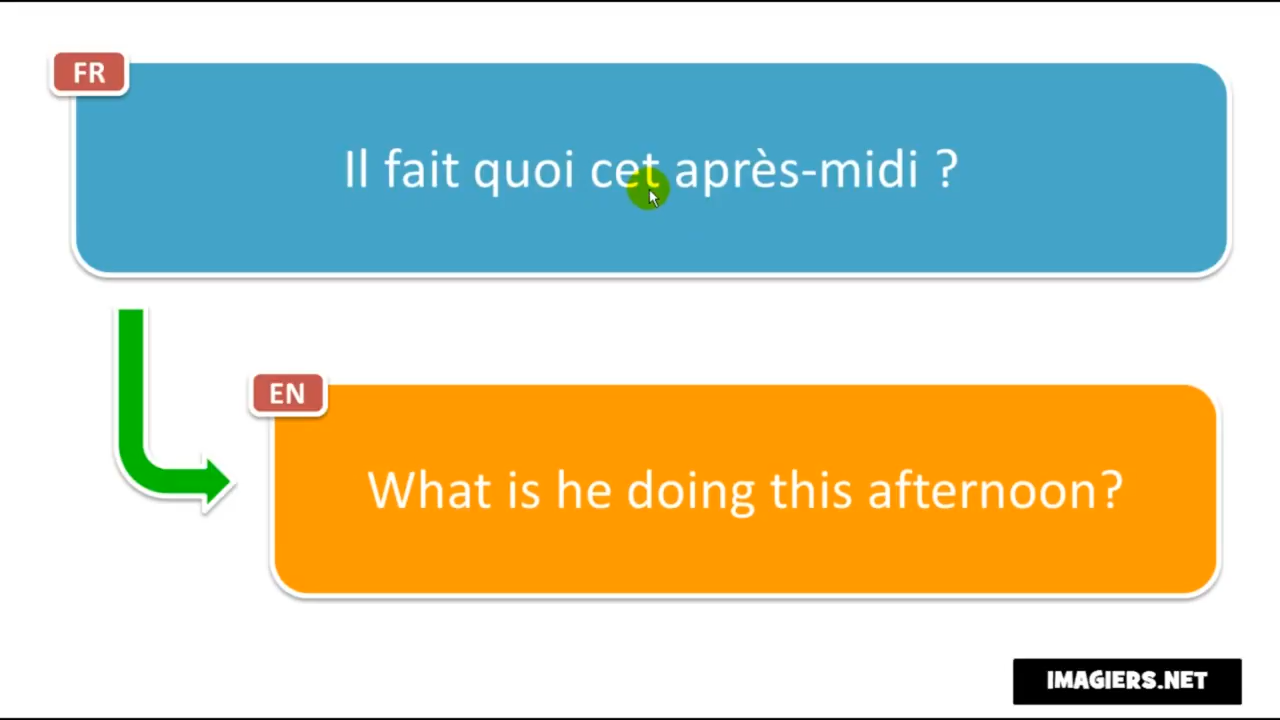 FR
Il fait quoi cet après-midi ?
EN
What is he doing this afternoon?
IMAGIERS.NET